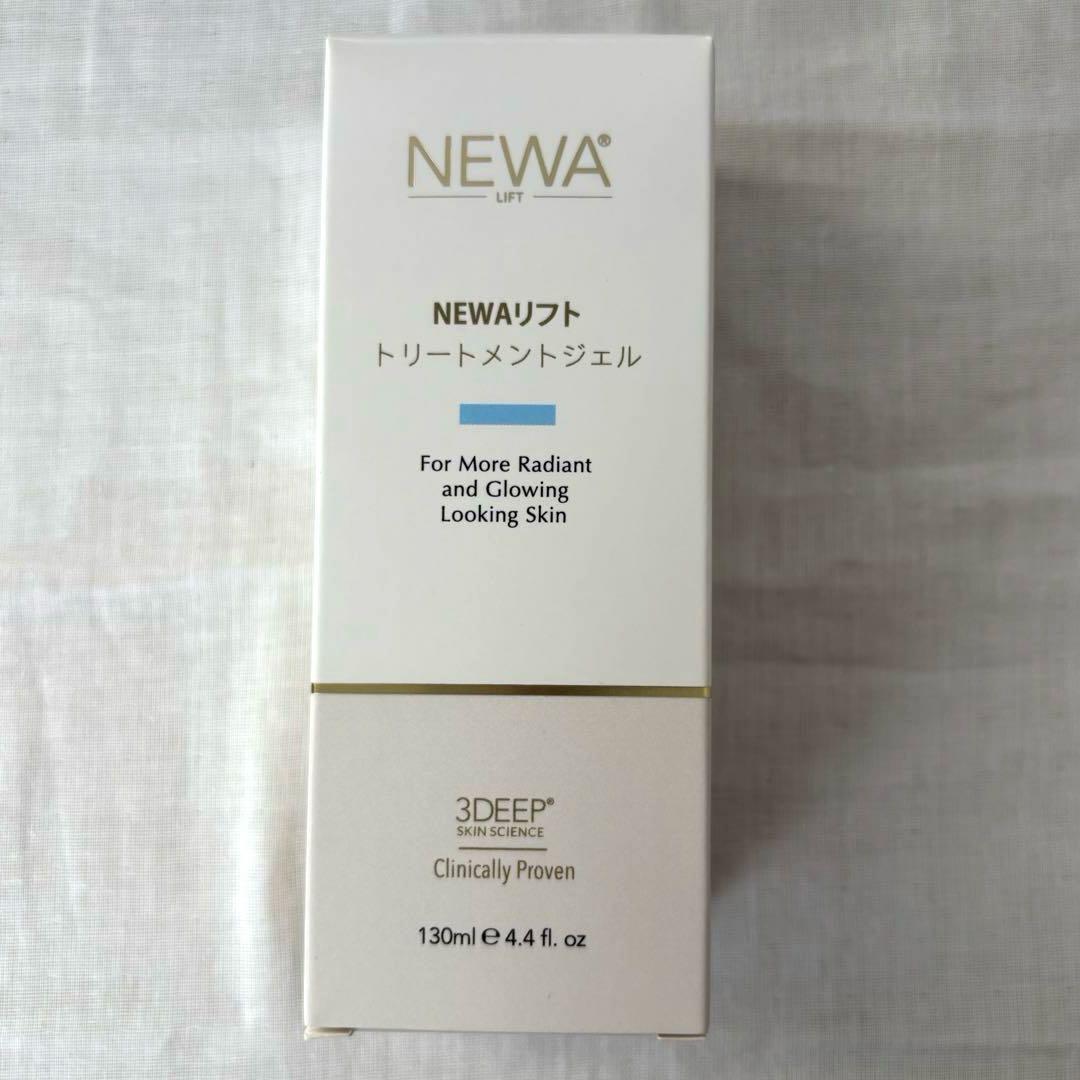 NEWA®
LIFT
NEWAリフト
トリートメントジェル
For More Radiant
and Glowing
Looking Skin
3DEEP®
SKIN SCIENCE
Clinically Proven
130ml ℮ 4.4 fl. oz